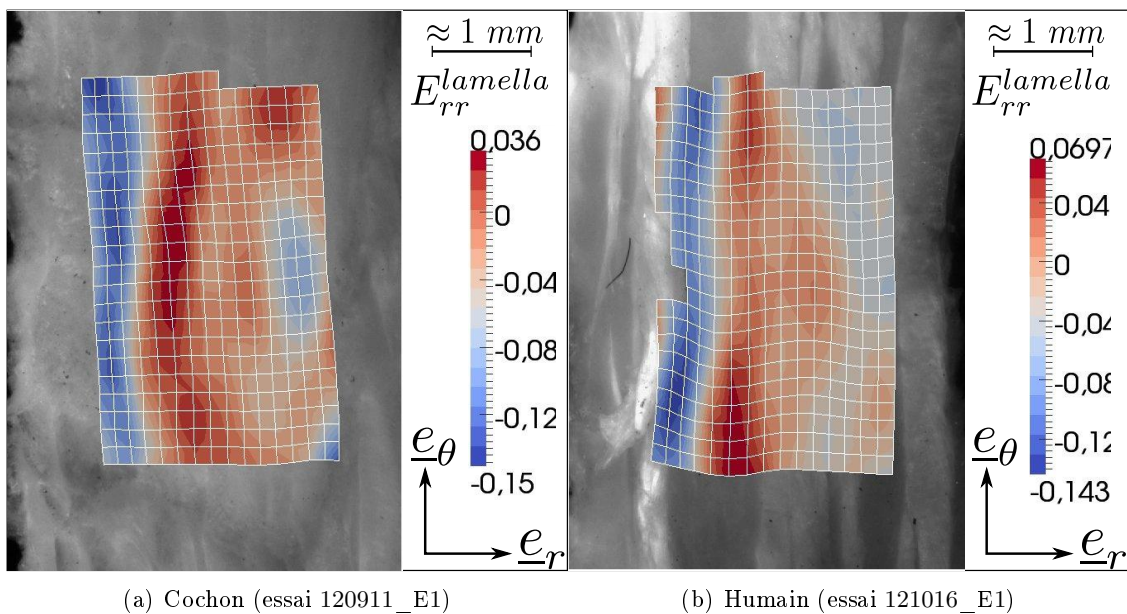 ≈ 1 mm
E_rr^lamella
0,036
0
-0,04
-0,08
-0,12
-0,15
e_θ
e_r
≈ 1 mm
E_rr^lamella
0,0697
0,04
0
-0,04
-0,08
-0,12
-0,143
e_θ
e_r
(a) Cochon (essai 120911_E1)
(b) Humain (essai 121016_E1)